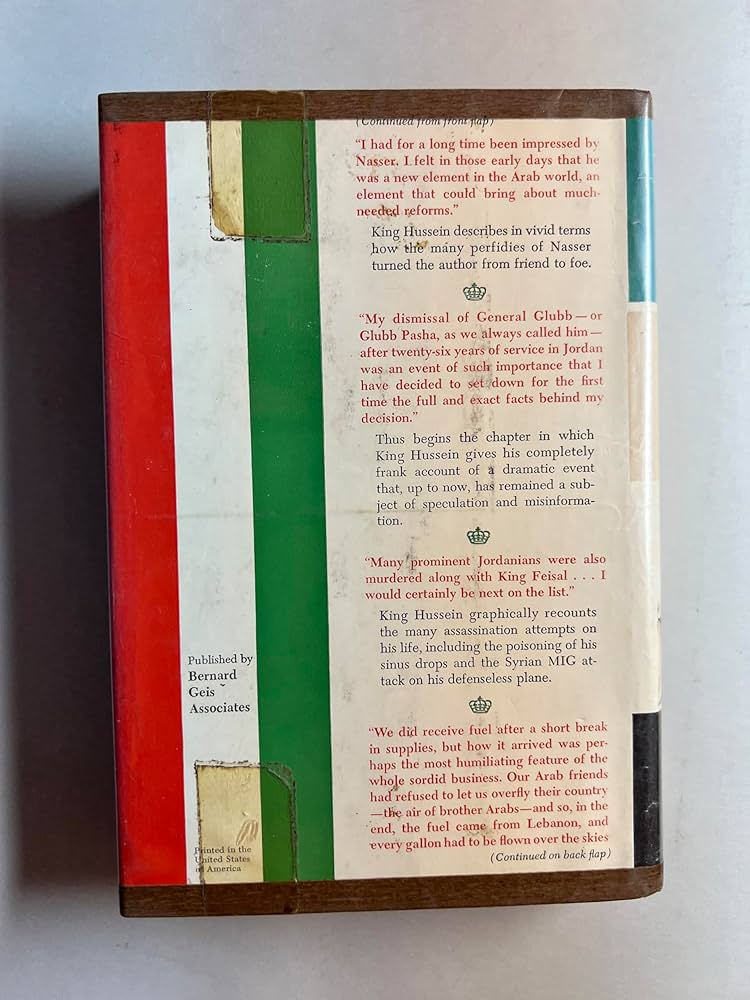 (Continued from front flap)
“I had for a long time been impressed by
Nasser. I felt in those early days that he
was a new element in the Arab world, an
element that could bring about much-
needed reforms.”
King Hussein describes in vivid terms
how the many perfidies of Nasser
turned the author from friend to foe.
“My dismissal of General Glubb—or
Glubb Pasha, as we always called him—
after twenty-six years of service in Jordan
was an event of such importance that I
have decided to set down for the first
time the full and exact facts behind my
decision.”
Thus begins the chapter in which
King Hussein gives his completely
frank account of a dramatic event
that, up to now, has remained a sub-
ject of speculation and misinforma-
tion.
“Many prominent Jordanians were also
murdered along with King Feisal . . . I
would certainly be next on the list.”
King Hussein graphically recounts
the many assassination attempts on
his life, including the poisoning of his
sinus drops and the Syrian MIG at-
tack on his defenseless plane.
“We did receive fuel after a short break
in supplies, but how it arrived was per-
haps the most humiliating feature of the
whole sordid business. Our Arab friends
had refused to let us overfly their country
—the air of brother Arabs—and so, in the
end, the fuel came from Lebanon, and
every gallon had to be flown over the skies
(Continued on back flap)
Published by
Bernard
Geis
Associates
Printed in the
United States
of America